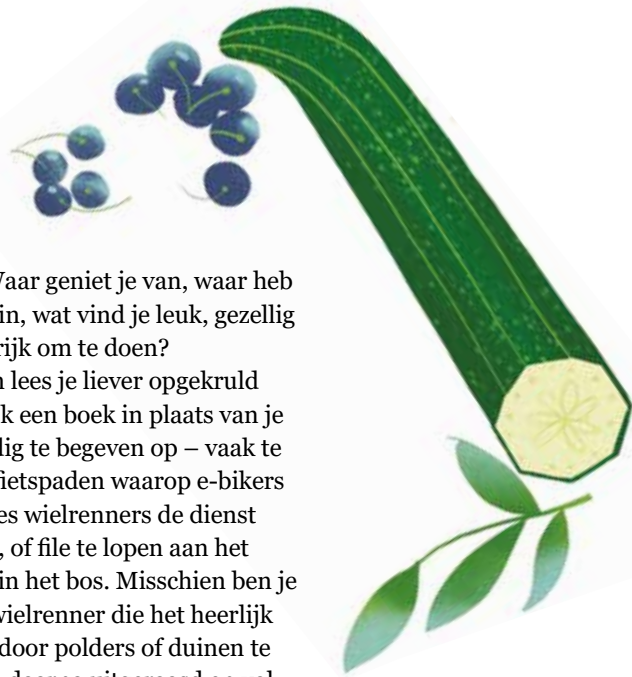 Waar geniet je van, waar heb
in, wat vind je leuk, gezellig
rijk om te doen?
lees je liever opgekruld
k een boek in plaats van je
dig te begeven op – vaak te
fietspaden waarop e-bikers
es wielrenners de dienst
, of file te lopen aan het
in het bos. Misschien ben je
wielrenner die het heerlijk
door polders of duinen te